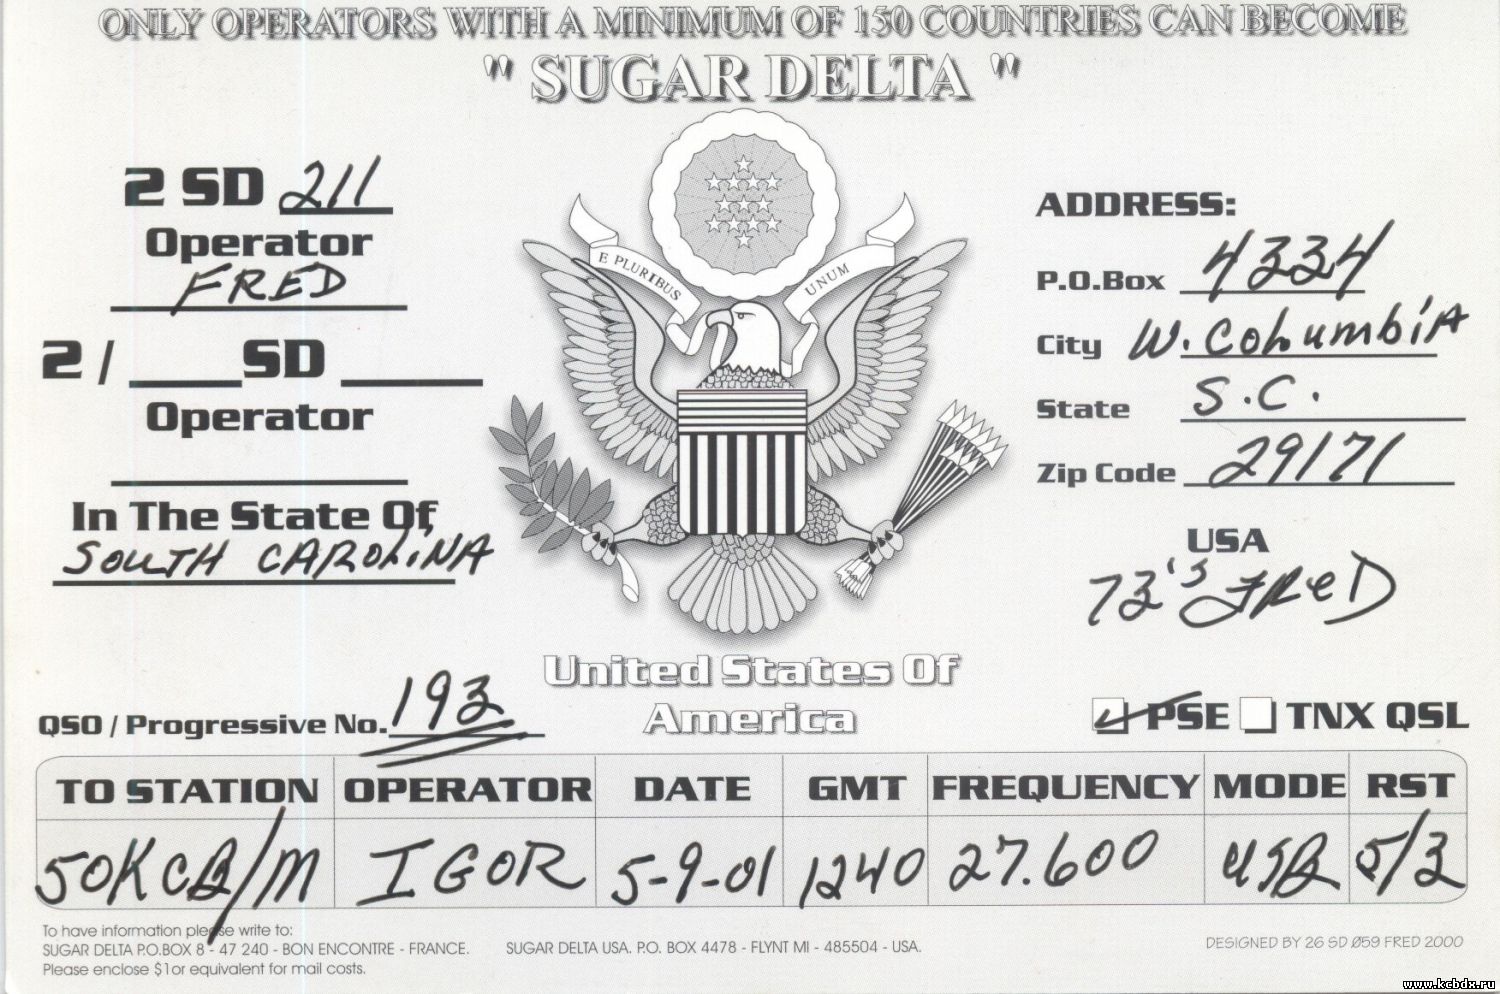 ONLY OPERATORS WITH A MINIMUM OF 150 COUNTRIES CAN BECOME
" SUGAR DELTA "
2 SD 211
Operator
FRED
2 / ____ SD ____
Operator
In The State Of
SOUTH CAROLINA
E PLURIBUS UNUM
ADDRESS:
P.O.Box 4334
City W. Columbia
State S.C.
Zip Code 29171
USA
73's FReD
United States Of
America
QSO / Progressive No. 193
PSE TNX QSL
TO STATION OPERATOR DATE GMT FREQUENCY MODE RST
50KCB/M IGOR 5-9-01 1240 27.600 USB 5/3
To have information please write to:
SUGAR DELTA P.O.BOX 8 - 47 240 - BON ENCONTRE - FRANCE. SUGAR DELTA USA. P.O. BOX 4478 - FLYNT MI - 485504 - USA.
Please enclose $1or equivalent for mail costs.
DESIGNED BY 26 SD Ø59 FRED 2000
www.kcbdx.ru